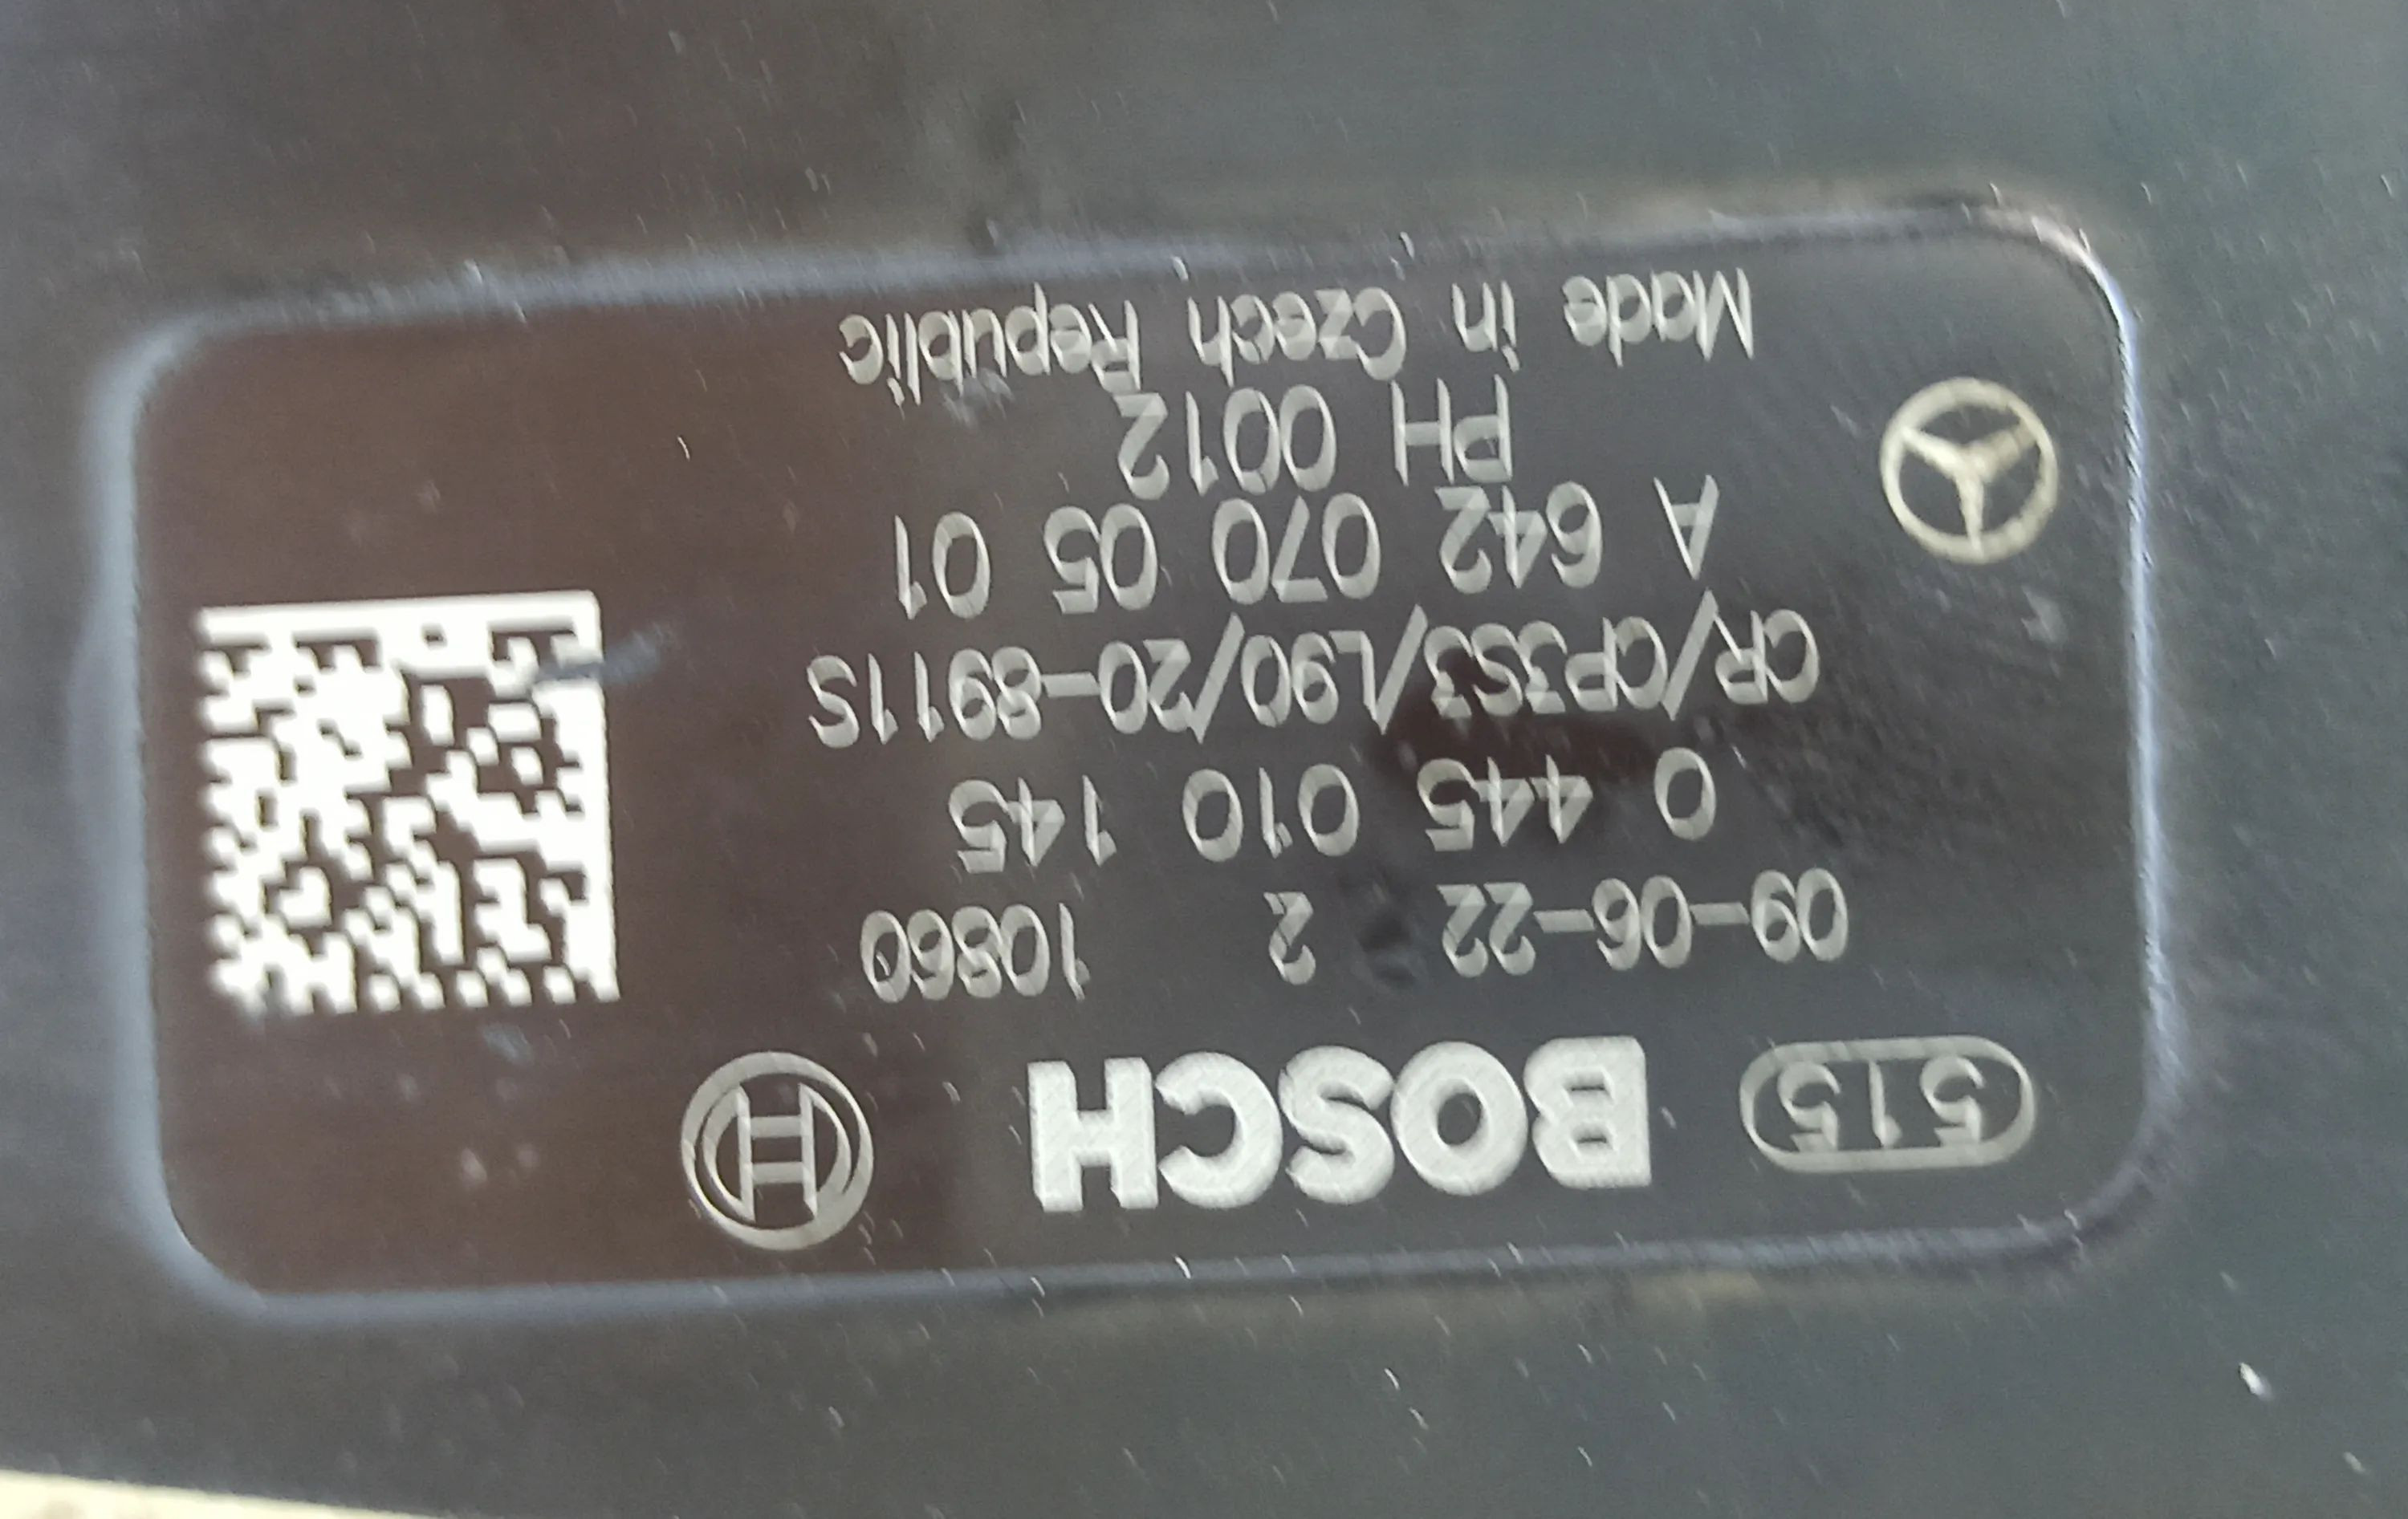 515 BOSCH
09-06-22 2 10860
0 445 010 145
CR/CP3S3/L90/20-8911S
A 642 070 05 01
PH 0012
Made in Czech Republic